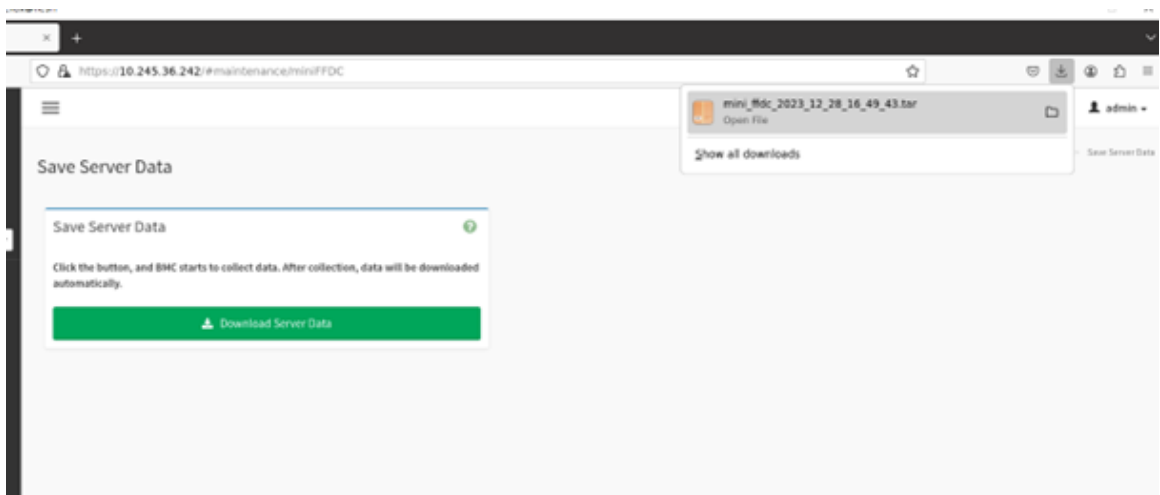 https://10.245.36.242/#maintenance/miniFFDC
mini_ffdc_2023_12_28_16_49_43.tar
Open File
Show all downloads
admin
Save Server Data
Save Server Data
Save Server Data
Click the button, and BMC starts to collect data. After collection, data will be downloaded
automatically.
Download Server Data